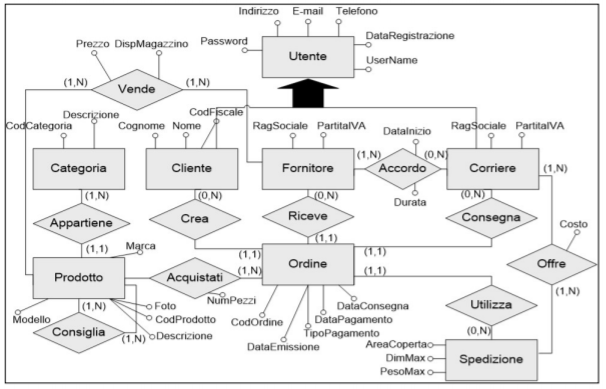 Indirizzo E-mail Telefono
Prezzo DispMagazzino
Password Utente DataRegistrazione
UserName
(1,N) Vende (1,N)
Descrizione CodFiscale
CodCategoria Cognome Nome RagSociale PartitaIVA DataInizio RagSociale PartitaIVA
Categoria Cliente Fornitore (1,N) Accordo (0,N) Corriere (1,N)
(1,N) (0,N) (0,N) Durata (0,N)
Appartiene Crea Riceve Consegna Costo
(1,1) Marca (1,1) (1,1) (1,1) Offre
Prodotto (1,N) Acquistati (1,N) Ordine (1,1)
NumPezzi (1,N)
Modello (1,N) Foto CodOrdine DataConsegna
CodProdotto DataPagamento Utilizza
Consiglia (1,N) Descrizione TipoPagamento
DataEmissione (0,N)
AreaCoperta
DimMax Spedizione
PesoMax